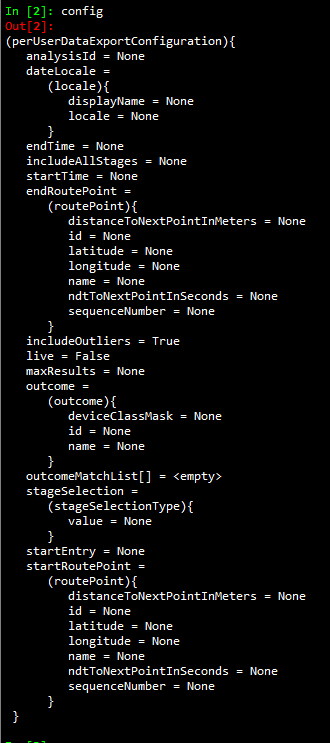 In [2]: config
Out[2]:
(perUserDataExportConfiguration){
   analysisId = None
   dateLocale =
      (locale){
         displayName = None
         locale = None
      }
   endTime = None
   includeAllStages = None
   startTime = None
   endRoutePoint =
      (routePoint){
         distanceToNextPointInMeters = None
         id = None
         latitude = None
         longitude = None
         name = None
         ndtToNextPointInSeconds = None
         sequenceNumber = None
      }
   includeOutliers = True
   live = False
   maxResults = None
   outcome =
      (outcome){
         deviceClassMask = None
         id = None
         name = None
      }
   outcomeMatchList[] = <empty>
   stageSelection =
      (stageSelectionType){
         value = None
      }
   startEntry = None
   startRoutePoint =
      (routePoint){
         distanceToNextPointInMeters = None
         id = None
         latitude = None
         longitude = None
         name = None
         ndtToNextPointInSeconds = None
         sequenceNumber = None
      }
 }